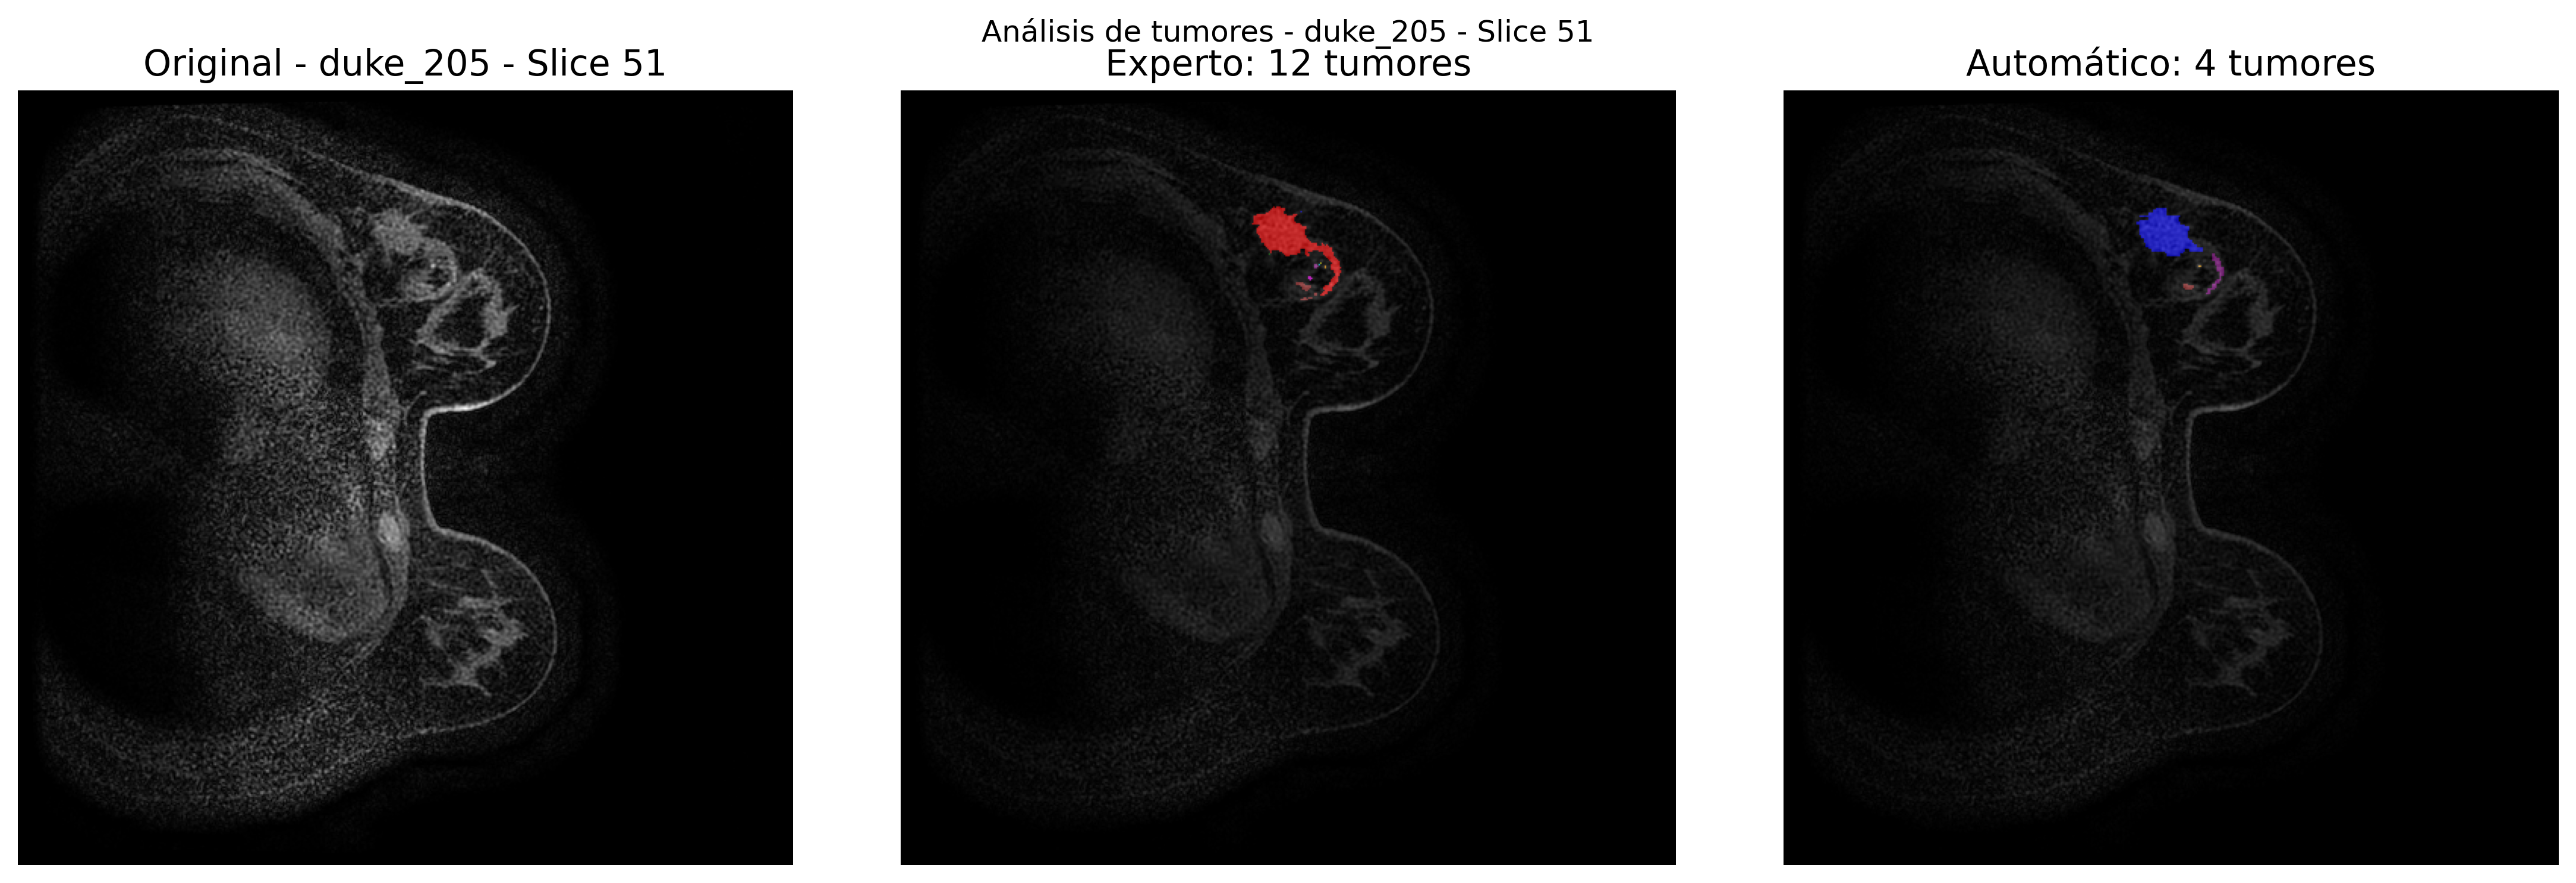 Análisis de tumores - duke_205 - Slice 51
Original - duke_205 - Slice 51
Experto: 12 tumores
Automático: 4 tumores